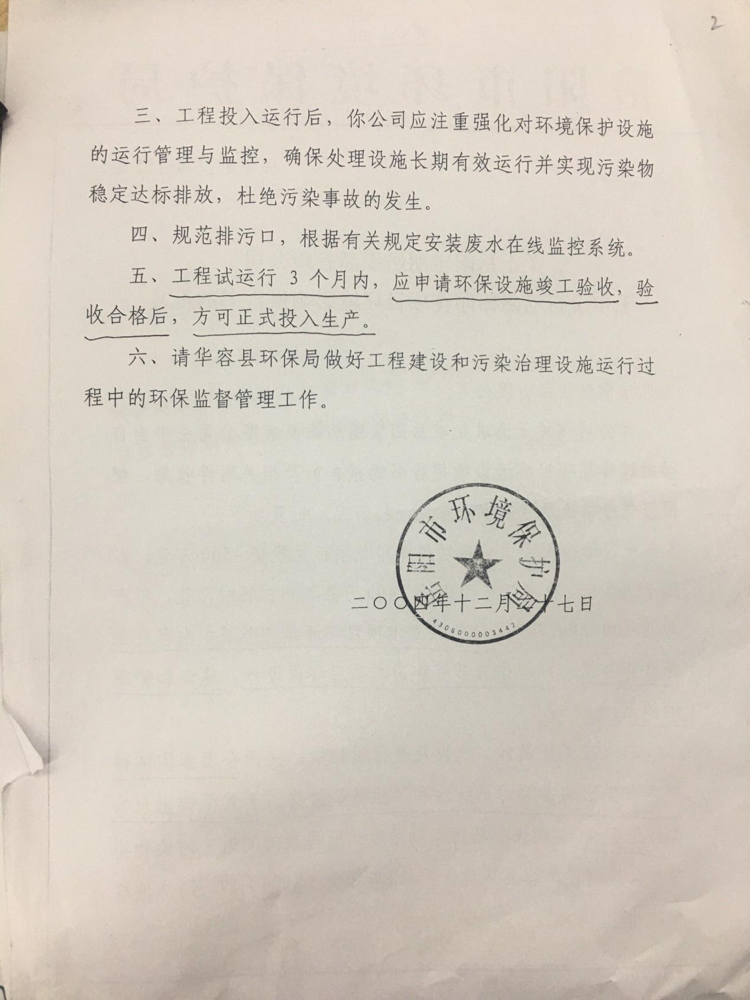 2
三、工程投入运行后，你公司应注重强化对环境保护设施
的运行管理与监控，确保处理设施长期有效运行并实现污染物
稳定达标排放，杜绝污染事故的发生。
四、规范排污口，根据有关规定安装废水在线监控系统。
五、工程试运行 3 个月内，应申请环保设施竣工验收，验
收合格后，方可正式投入生产。
六、请华容县环保局做好工程建设和污染治理设施运行过
程中的环保监督管理工作。
岳阳市环境保护局
二〇〇四年十二月二十七日
4306000003442